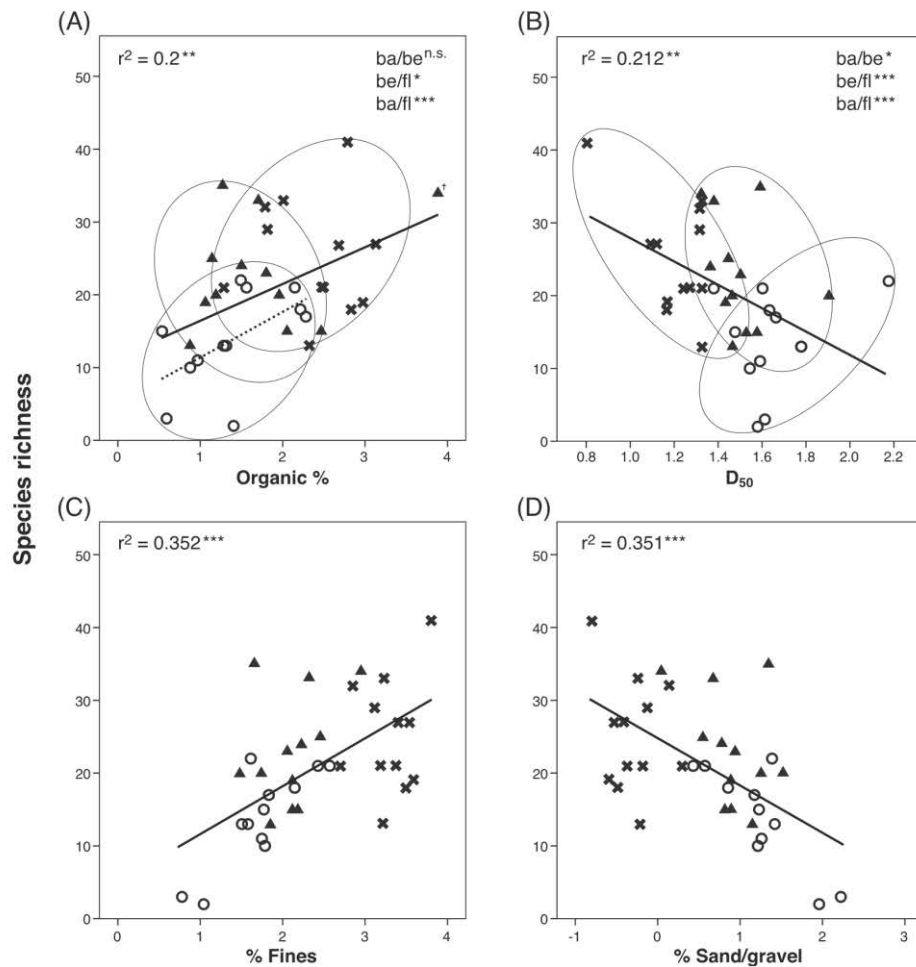 (A)
r² = 0.2**
ba/be n.s.
be/fl*
ba/fl***
†
50
40
30
20
10
0
0 1 2 3 4
Organic %
(B)
r² = 0.212**
ba/be*
be/fl***
ba/fl***
50
40
30
20
10
0
0.8 1.0 1.2 1.4 1.6 1.8 2.0 2.2
D₅₀
Species richness
(C)
r² = 0.352***
50
40
30
20
10
0
0 1 2 3 4
% Fines
(D)
r² = 0.351***
50
40
30
20
10
0
-1 0 1 2 3
% Sand/gravel